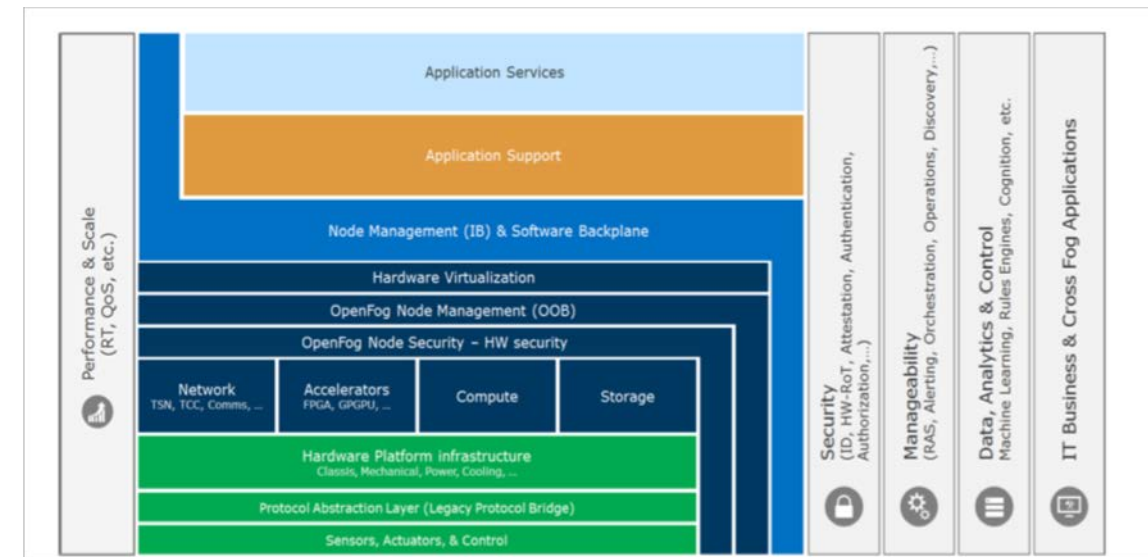 Performance & Scale
(RT, QoS, etc.)
Application Services
Application Support
Node Management (IB) & Software Backplane
Hardware Virtualization
OpenFog Node Management (OOB)
OpenFog Node Security – HW security
Network
TSN, TCC, Comms, ...
Accelerators
FPGA, GPGPU, ...
Compute
Storage
Hardware Platform infrastructure
Classis, Mechanical, Power, Cooling, ...
Protocol Abstraction Layer (Legacy Protocol Bridge)
Sensors, Actuators, & Control
Security
(ID, HW-RoT, Attestation, Authentication,
Authorization,...)
Manageability
(RAS, Alerting, Orchestration, Operations, Discovery,...)
Data, Analytics & Control
Machine Learning, Rules Engines, Cognition, etc.
IT Business & Cross Fog Applications